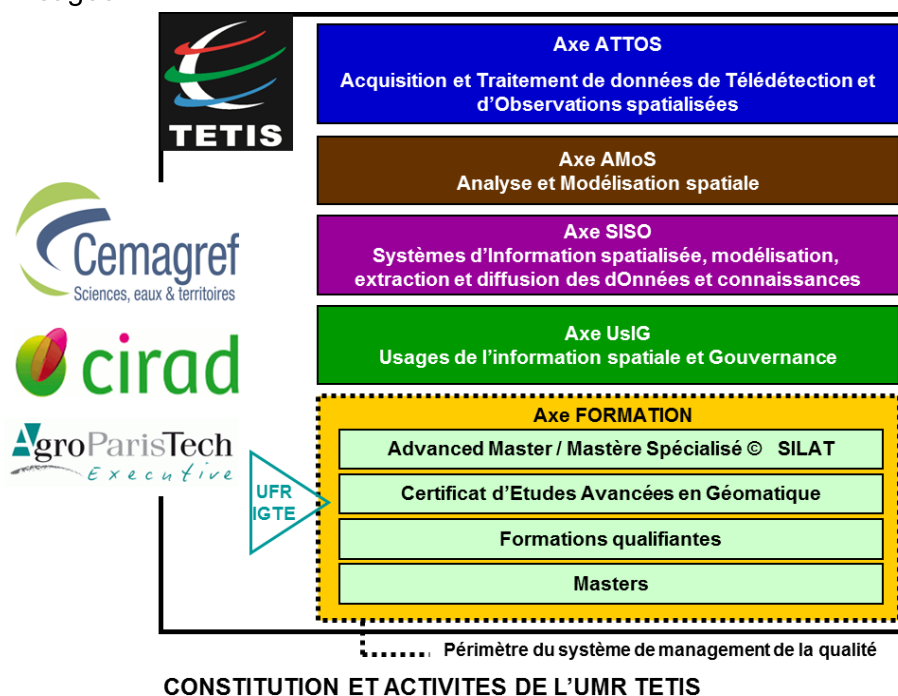 TETIS
Axe ATTOS
Acquisition et Traitement de données de Télédétection et
d'Observations spatialisées
Axe AMoS
Analyse et Modélisation spatiale
Axe SISO
Systèmes d'Information spatialisée, modélisation,
extraction et diffusion des dOnnées et connaissances
Cemagref
Sciences, eaux & territoires
Axe UsIG
Usages de l'information spatiale et Gouvernance
cirad
Axe FORMATION
AgroParisTech
Executive
Advanced Master / Mastère Spécialisé © SILAT
UFR
IGTE
Certificat d'Etudes Avancées en Géomatique
Formations qualifiantes
Masters
Périmètre du système de management de la qualité
CONSTITUTION ET ACTIVITES DE L'UMR TETIS